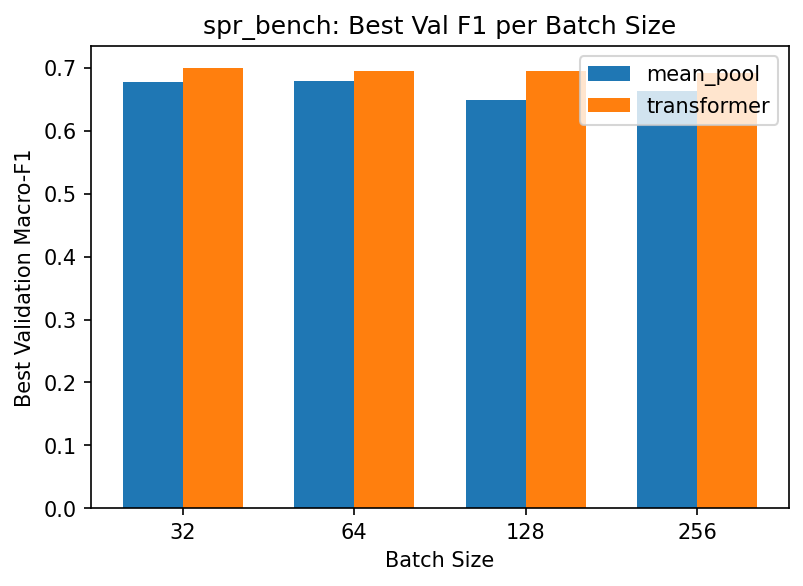 spr_bench: Best Val F1 per Batch Size
mean_pool
transformer
Best Validation Macro-F1
0.7
0.6
0.5
0.4
0.3
0.2
0.1
0.0
32
64
128
256
Batch Size